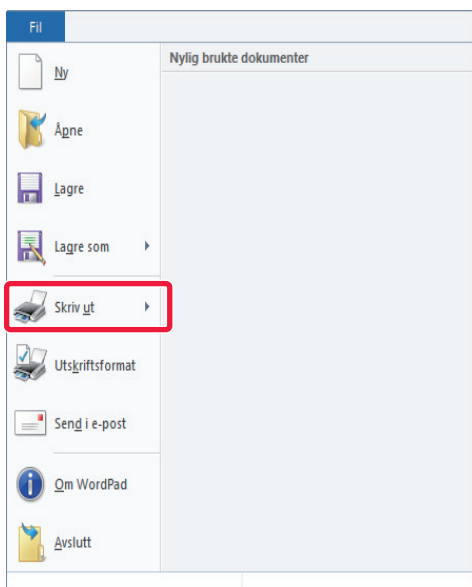 Fil
Nylig brukte dokumenter
Ny
Åpne
Lagre
Lagre som
Skriv ut
Utskriftsformat
Send i e-post
Om WordPad
Avslutt